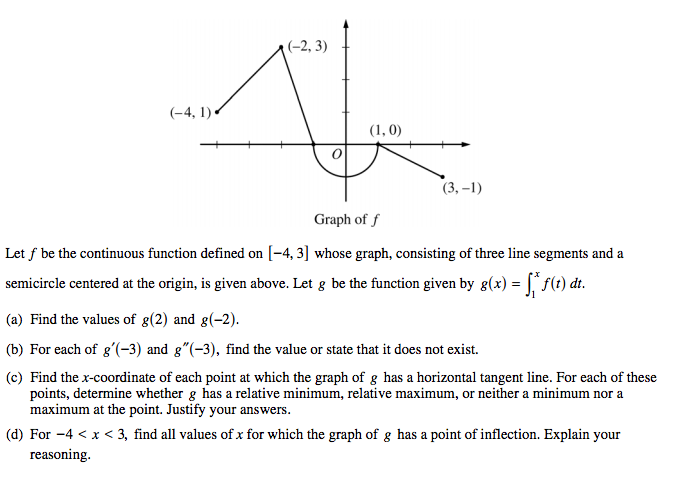 (−2, 3)
(−4, 1)
(1, 0)
O
(3, −1)
Graph of f
Let f be the continuous function defined on [−4, 3] whose graph, consisting of three line segments and a
semicircle centered at the origin, is given above. Let g be the function given by g(x) = ∫₁ˣ f(t) dt.
(a) Find the values of g(2) and g(−2).
(b) For each of g′(−3) and g″(−3), find the value or state that it does not exist.
(c) Find the x-coordinate of each point at which the graph of g has a horizontal tangent line. For each of these
points, determine whether g has a relative minimum, relative maximum, or neither a minimum nor a
maximum at the point. Justify your answers.
(d) For −4 < x < 3, find all values of x for which the graph of g has a point of inflection. Explain your
reasoning.